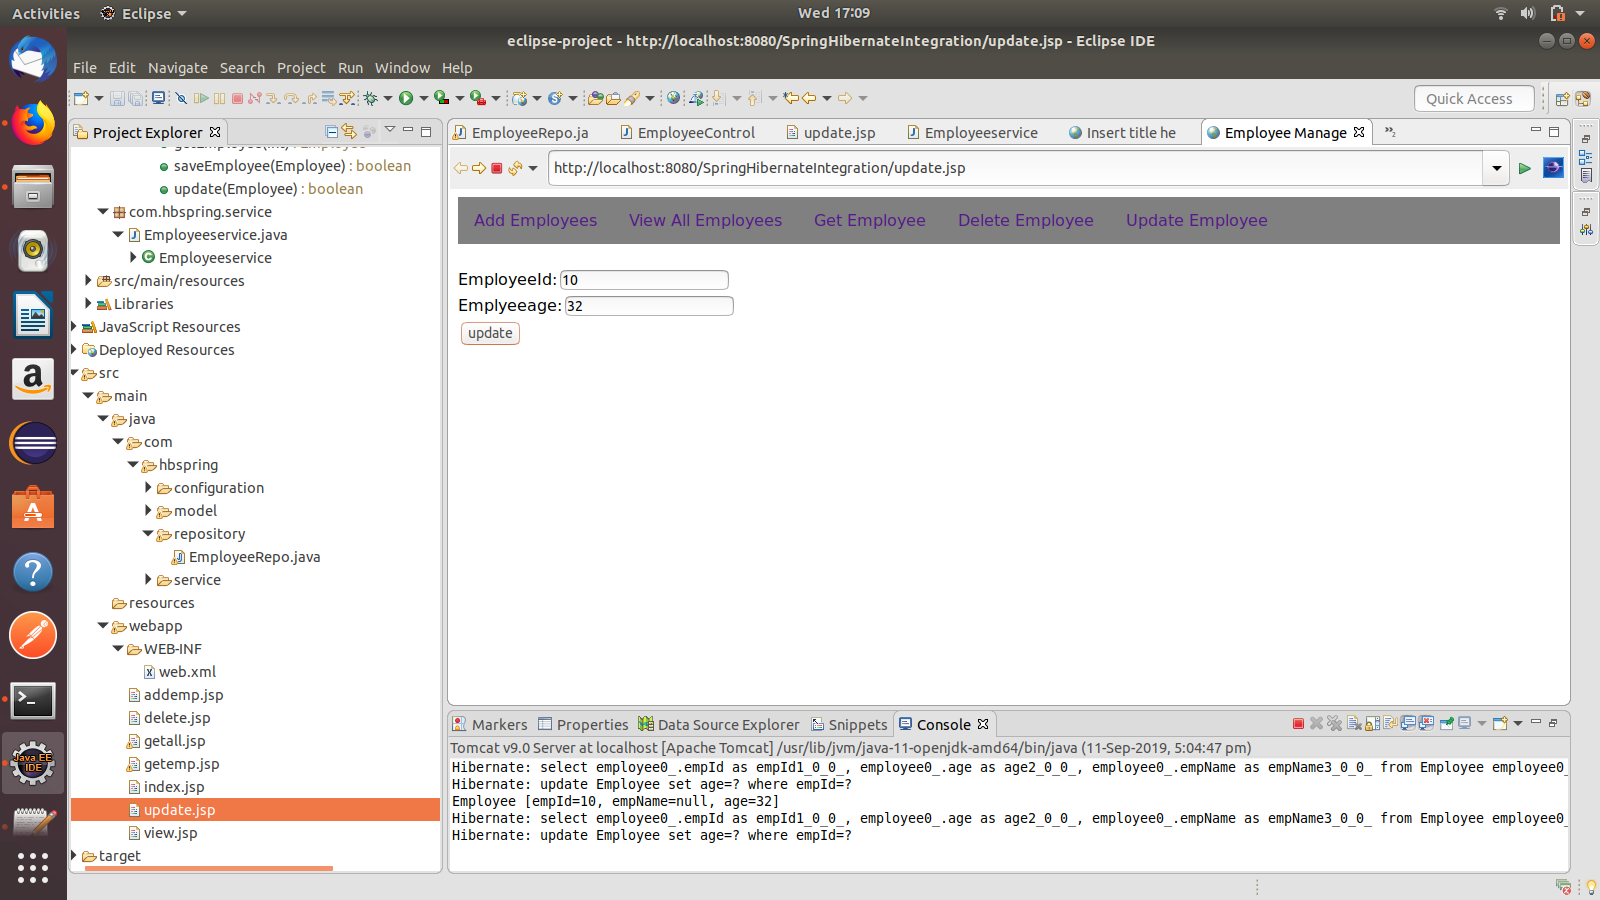 Activities
Eclipse
Wed 17:09
eclipse-project - http://localhost:8080/SpringHibernateIntegration/update.jsp - Eclipse IDE
File Edit Navigate Search Project Run Window Help
Quick Access
Project Explorer
saveEmployee(Employee) : boolean
update(Employee) : boolean
com.hbspring.service
Employeeservice.java
Employeeservice
src/main/resources
Libraries
JavaScript Resources
Deployed Resources
src
main
java
com
hbspring
configuration
model
repository
EmployeeRepo.java
service
resources
webapp
WEB-INF
web.xml
addemp.jsp
delete.jsp
getall.jsp
getemp.jsp
index.jsp
update.jsp
view.jsp
target
EmployeeRepo.ja
EmployeeControl
update.jsp
Employeeservice
Insert title he
Employee Manage
http://localhost:8080/SpringHibernateIntegration/update.jsp
Add Employees View All Employees Get Employee Delete Employee Update Employee
EmployeeId: 10
Emplyeeage: 32
update
Markers Properties Data Source Explorer Snippets Console
Tomcat v9.0 Server at localhost [Apache Tomcat] /usr/lib/jvm/java-11-openjdk-amd64/bin/java (11-Sep-2019, 5:04:47 pm)
Hibernate: select employee0_.empId as empId1_0_0_, employee0_.age as age2_0_0_, employee0_.empName as empName3_0_0_ from Employee employee0_
Hibernate: update Employee set age=? where empId=?
Employee [empId=10, empName=null, age=32]
Hibernate: select employee0_.empId as empId1_0_0_, employee0_.age as age2_0_0_, employee0_.empName as empName3_0_0_ from Employee employee0_
Hibernate: update Employee set age=? where empId=?
Java EE
IDE